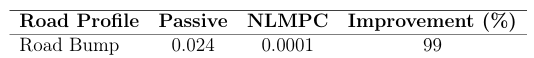 Road Profile Passive NLMPC Improvement (%)
Road Bump 0.024 0.0001 99